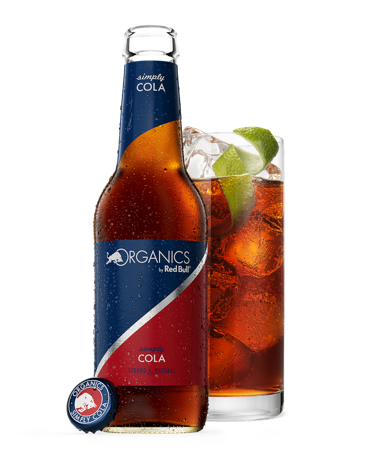 simply
COLA
ORGANICS
by Red Bull
COLA
ORGANICS
SIMPLY COLA